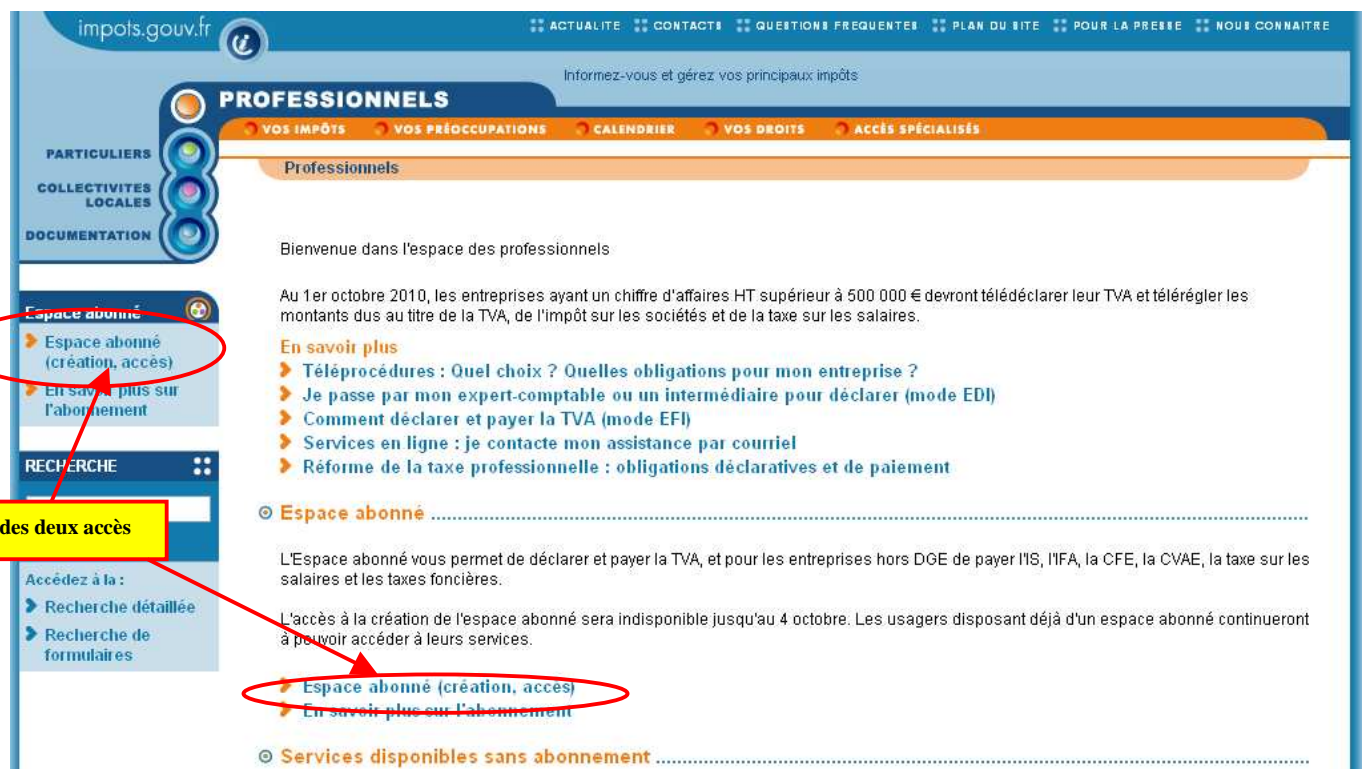 impots.gouv.fr
ACTUALITE CONTACTS QUESTIONS FREQUENTES PLAN DU SITE POUR LA PRESSE NOUS CONNAITRE
Informez-vous et gérez vos principaux impôts
PROFESSIONNELS
VOS IMPÔTS VOS PRÉOCCUPATIONS CALENDRIER VOS DROITS ACCÈS SPÉCIALISÉS
PARTICULIERS
COLLECTIVITES
LOCALES
DOCUMENTATION
Professionnels
Bienvenue dans l'espace des professionnels
Au 1er octobre 2010, les entreprises ayant un chiffre d'affaires HT supérieur à 500 000 € devront télédéclarer leur TVA et télérégler les
montants dus au titre de la TVA, de l'impôt sur les sociétés et de la taxe sur les salaires.
En savoir plus
Téléprocédures : Quel choix ? Quelles obligations pour mon entreprise ?
Je passe par mon expert-comptable ou un intermédiaire pour déclarer (mode EDI)
Comment déclarer et payer la TVA (mode EFI)
Services en ligne : je contacte mon assistance par courriel
Réforme de la taxe professionnelle : obligations déclaratives et de paiement
Espace abonné
Espace abonné
(création, accès)
En savoir plus sur
l'abonnement
RECHERCHE
des deux accès
Accédez à la :
Recherche détaillée
Recherche de
formulaires
Espace abonné
L'Espace abonné vous permet de déclarer et payer la TVA, et pour les entreprises hors DGE de payer l'IS, l'IFA, la CFE, la CVAE, la taxe sur les
salaires et les taxes foncières.
L'accès à la création de l'espace abonné sera indisponible jusqu'au 4 octobre. Les usagers disposant déjà d'un espace abonné continueront
à pouvoir accéder à leurs services.
Espace abonné (création, accès)
En savoir plus sur l'abonnement
Services disponibles sans abonnement